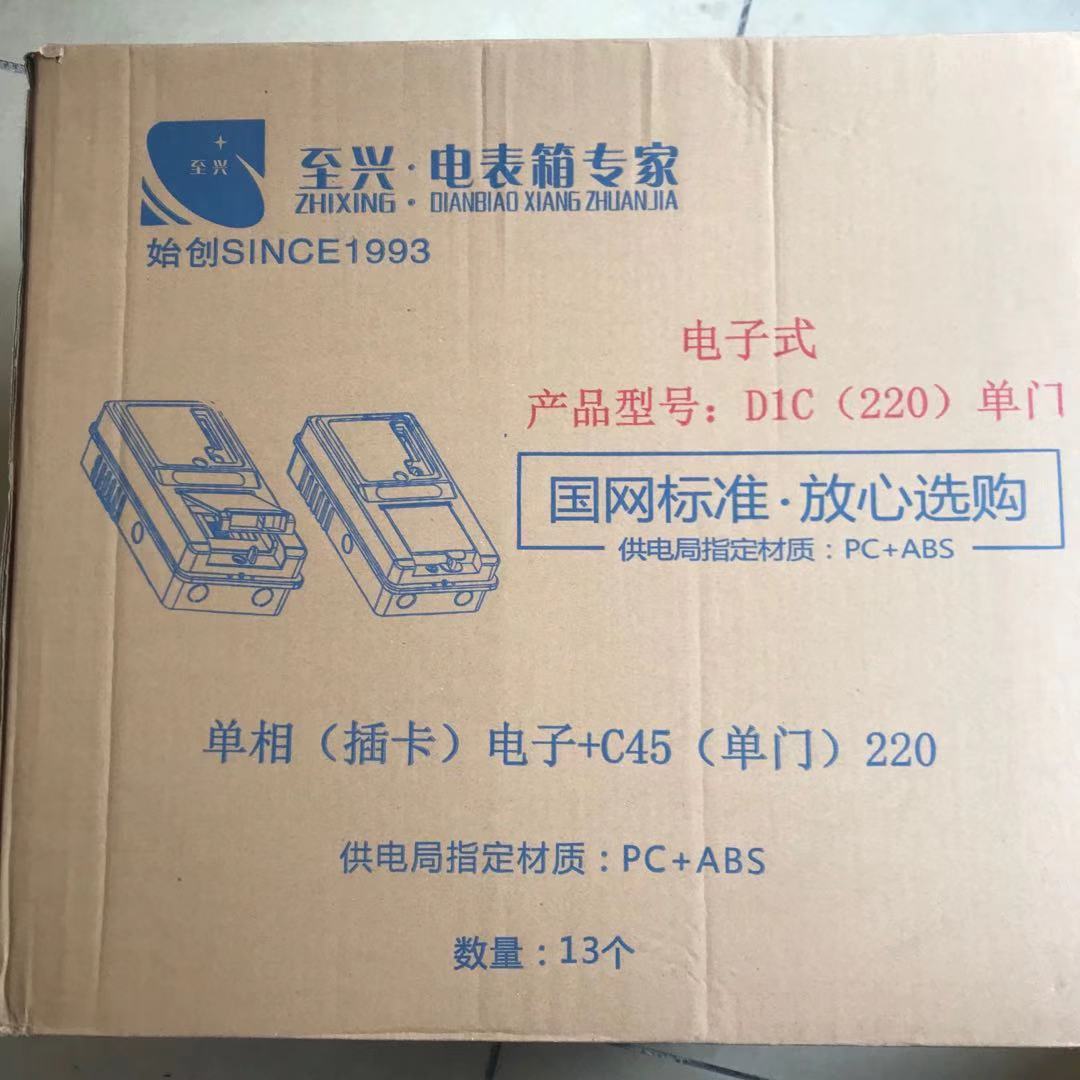 至兴
至兴·电表箱专家
ZHIXING·DIANBIAO XIANG ZHUANJIA
始创SINCE1993
电子式
产品型号：D1C（220）单门
国网标准·放心选购
供电局指定材质：PC+ABS
单相（插卡）电子+C45（单门）220
供电局指定材质：PC+ABS
数量：13个